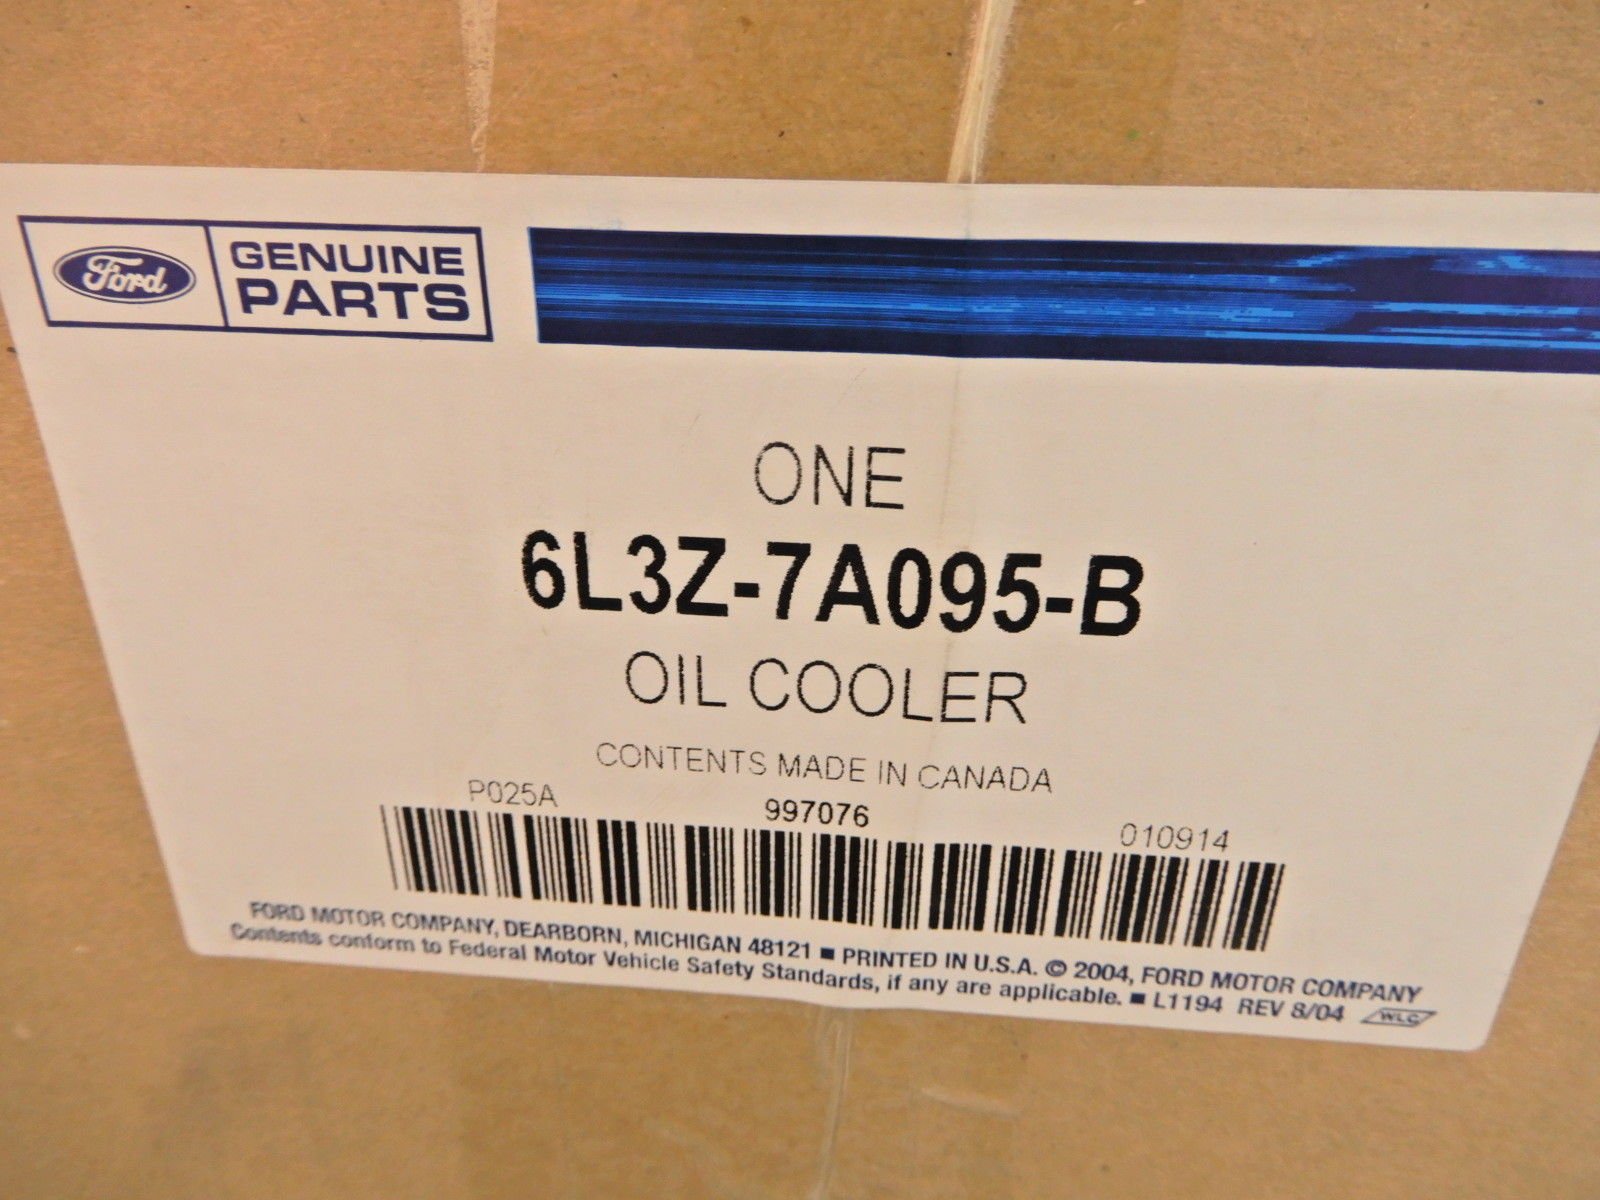 Ford
GENUINE
PARTS
ONE
6L3Z-7A095-B
OIL COOLER
CONTENTS MADE IN CANADA
P025A 997076 010914
FORD MOTOR COMPANY, DEARBORN, MICHIGAN 48121 ■ PRINTED IN U.S.A. © 2004, FORD MOTOR COMPANY
Contents conform to Federal Motor Vehicle Safety Standards, if any are applicable. ■ L1194 REV 8/04 WLC